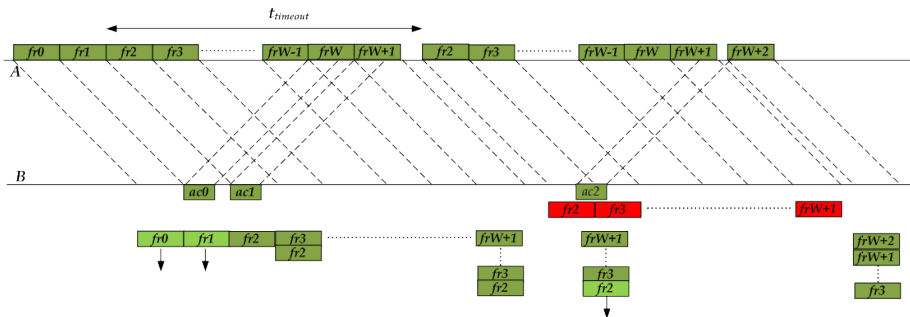 t_timeout
fr0 fr1 fr2 fr3 frW-1 frW frW+1 fr2 fr3 frW-1 frW frW+1 frW+2
A
B
ac0 ac1 ac2
fr2 fr3 frW+1
fr0 fr1 fr2 fr3 frW+1 frW+1 frW+2
fr2 frW+1
fr3 fr3
fr2 fr2 fr3